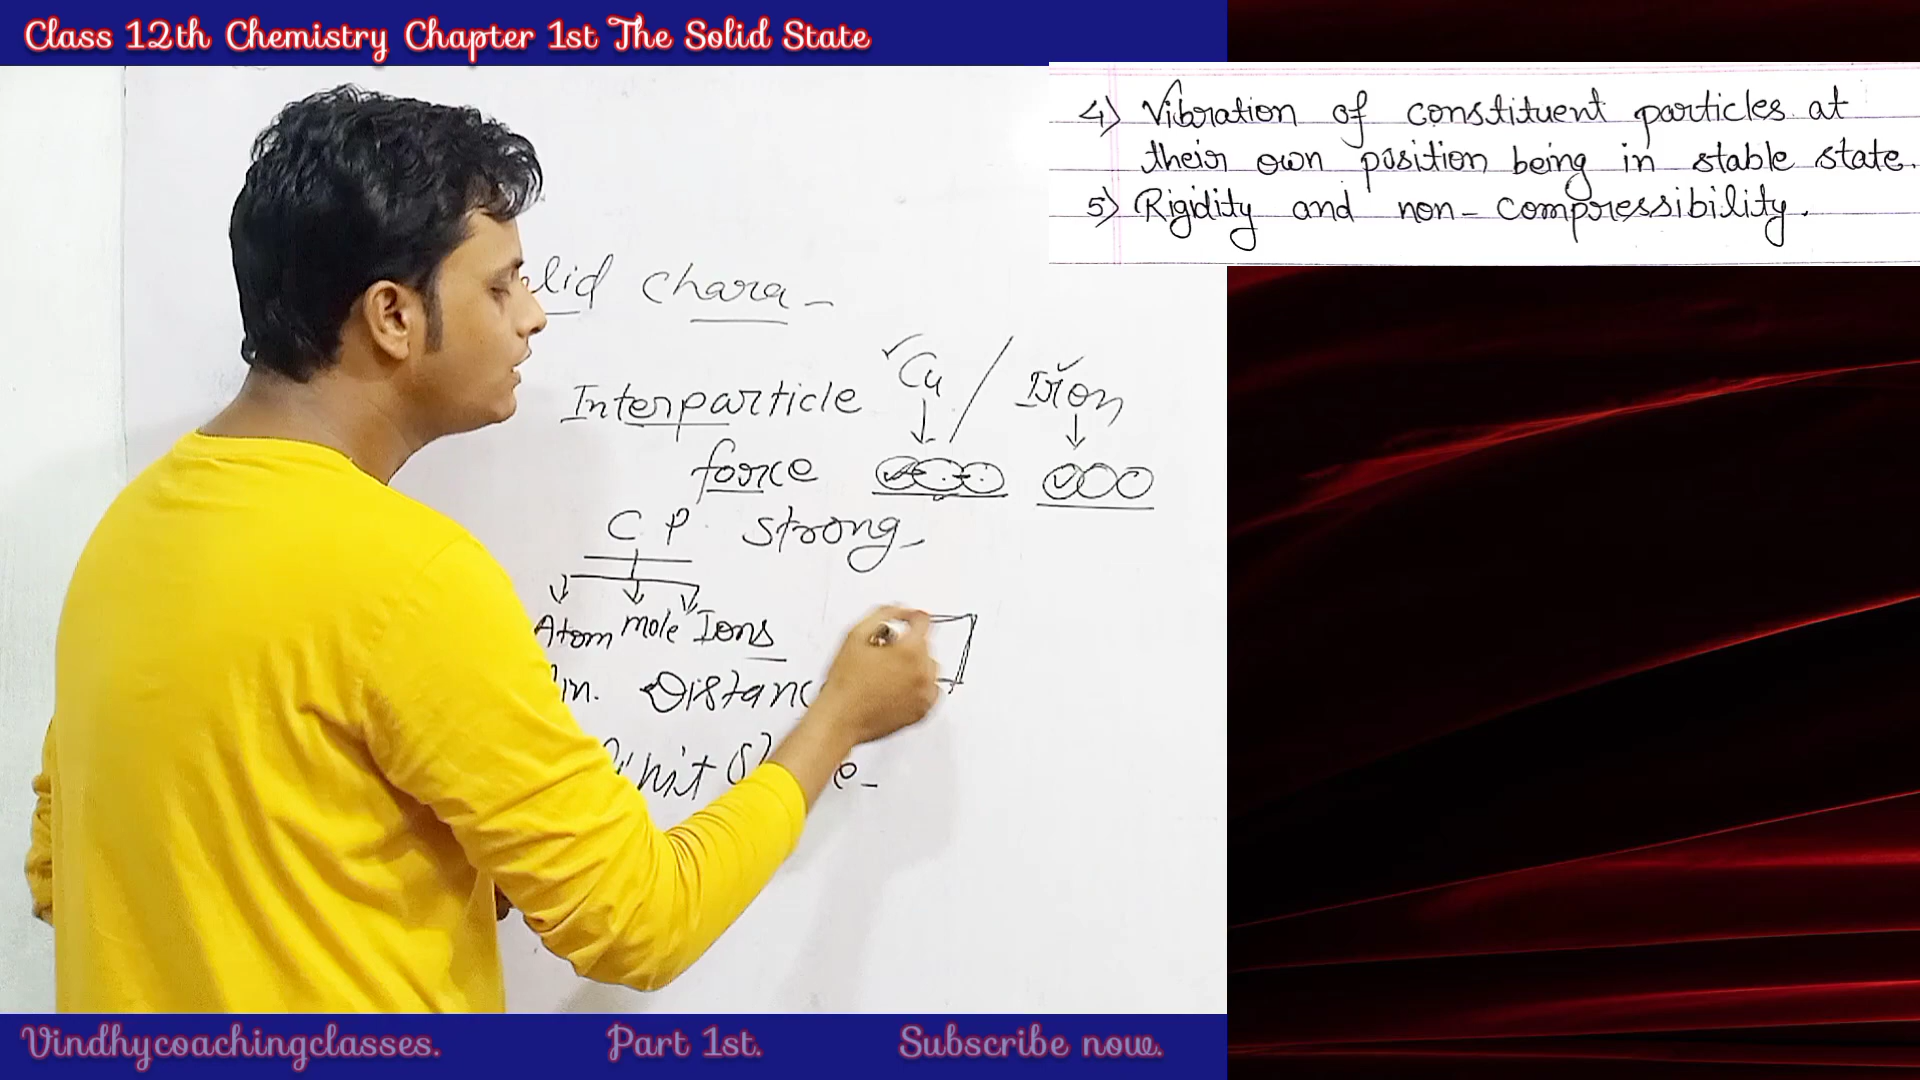 Class 12th Chemistry Chapter 1st The Solid State
4) Vibration of constituent particles at
their own position being in stable state.
5) Rigidity and non-compressibility.
lid chara-
Interparticle
force
Cu / Iron
C P. strong-
Atom mole Ions
in. Distanc
e-
Vindhycoachingclasses. Part 1st. Subscribe now.